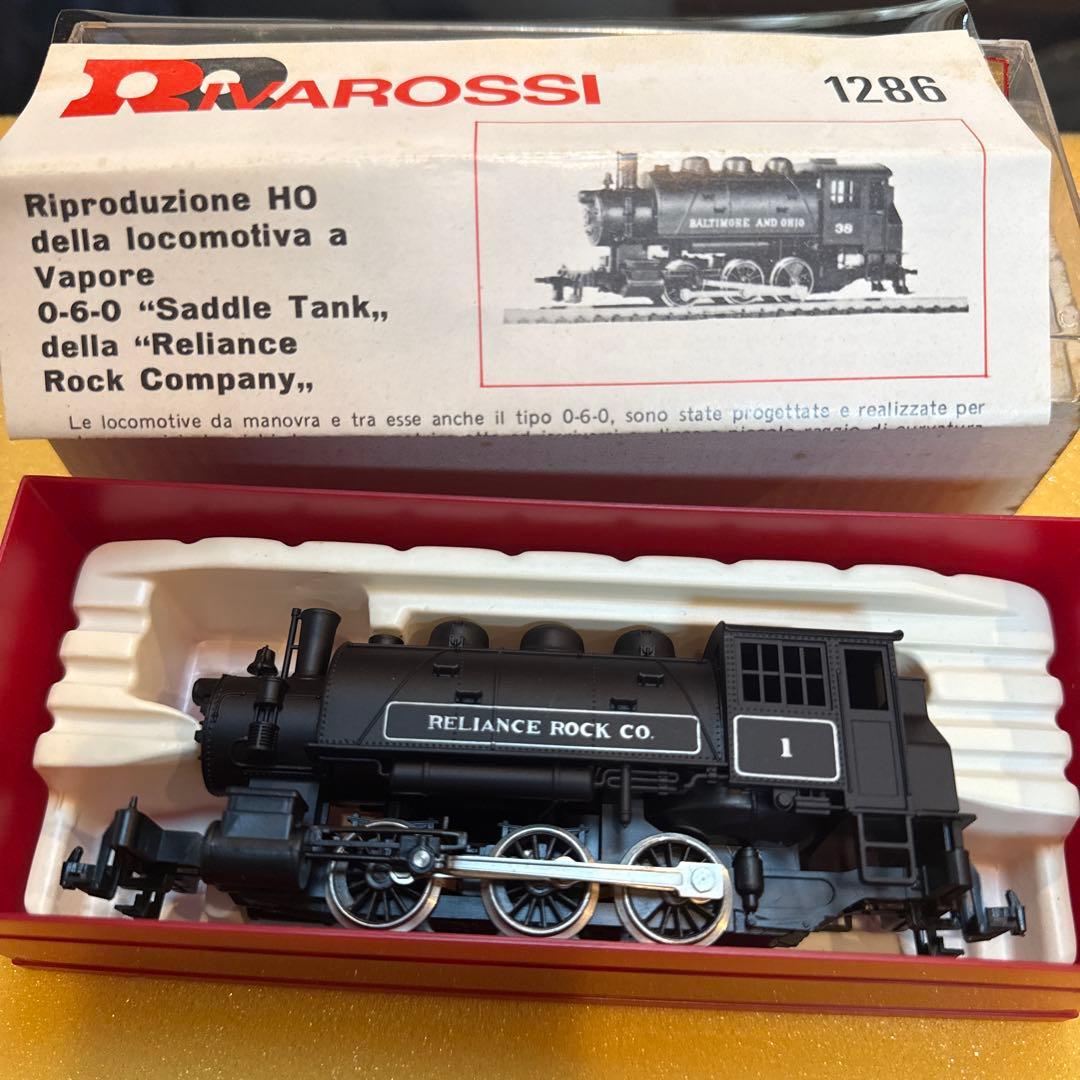 RIVAROSSI
1286
Riproduzione HO
della locomotiva a
Vapore
0-6-0 “Saddle Tank„
della “Reliance
Rock Company„
BALTIMORE AND OHIO
38
Le locomotive da manovra e tra esse anche il tipo 0-6-0, sono state progettate e realizzate per
RELIANCE ROCK CO.
1